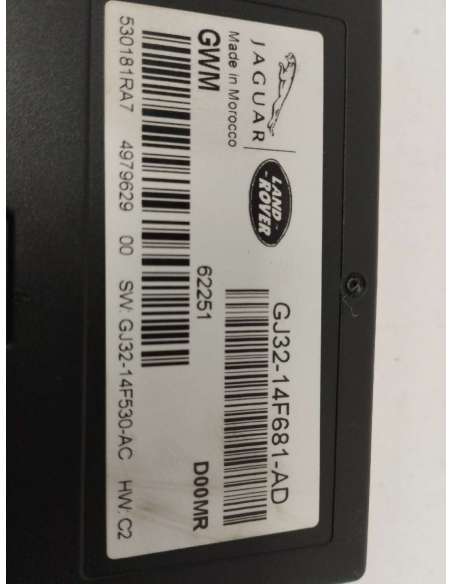 JAGUAR
LAND
ROVER
GJ32-14F681-AD
Made in Morocco
GWM
62251
D00MR
530181RA7 4979629 00 SW: GJ32-14F530-AC HW: C2